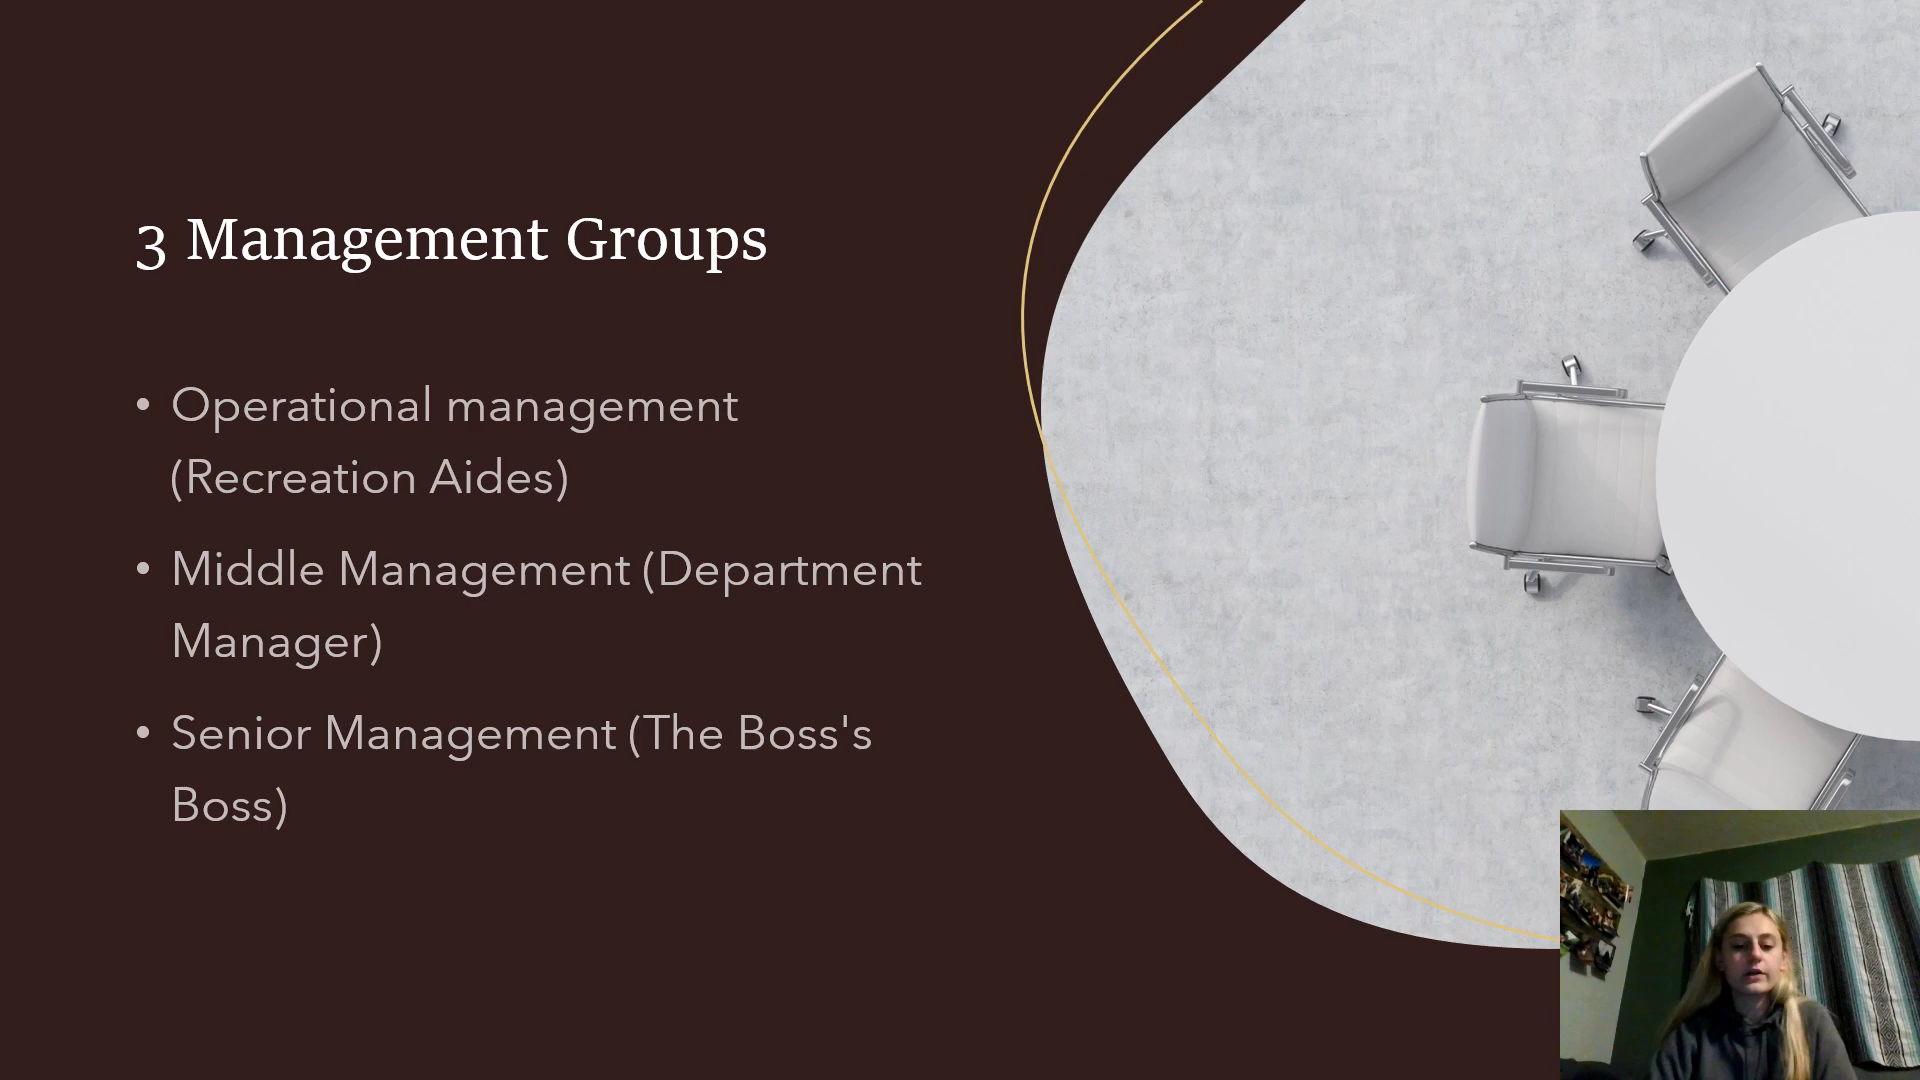 3 Management Groups
• Operational management
(Recreation Aides)
• Middle Management (Department
Manager)
• Senior Management (The Boss's
Boss)